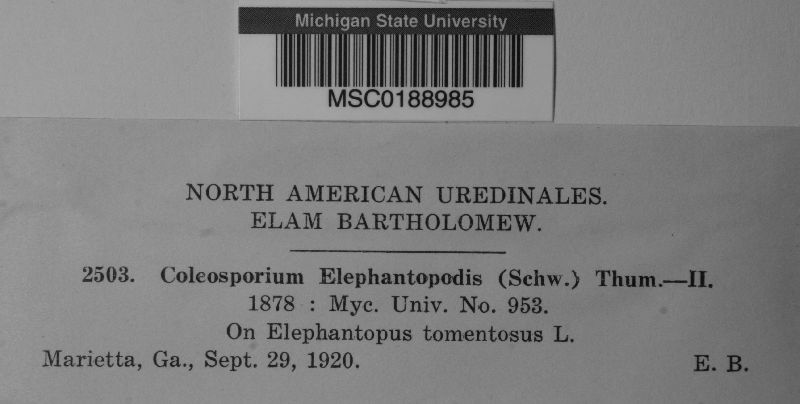 Michigan State University
MSC0188985
NORTH AMERICAN UREDINALES.
ELAM BARTHOLOMEW.
2503. Coleosporium Elephantopodis (Schw.) Thum.—II.
1878 : Myc. Univ. No. 953.
On Elephantopus tomentosus L.
Marietta, Ga., Sept. 29, 1920. E. B.